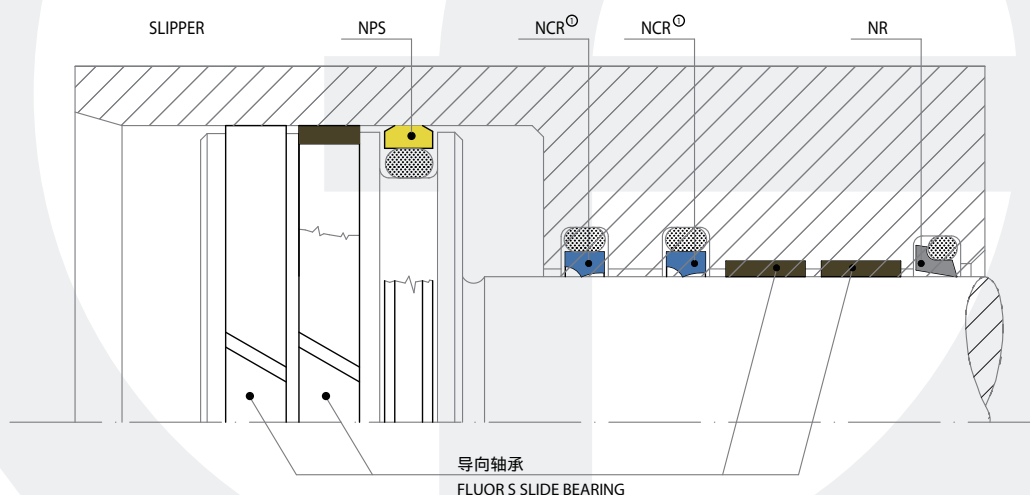 SLIPPER
NPS
NCR①
NCR①
NR
导向轴承
FLUOR S SLIDE BEARING